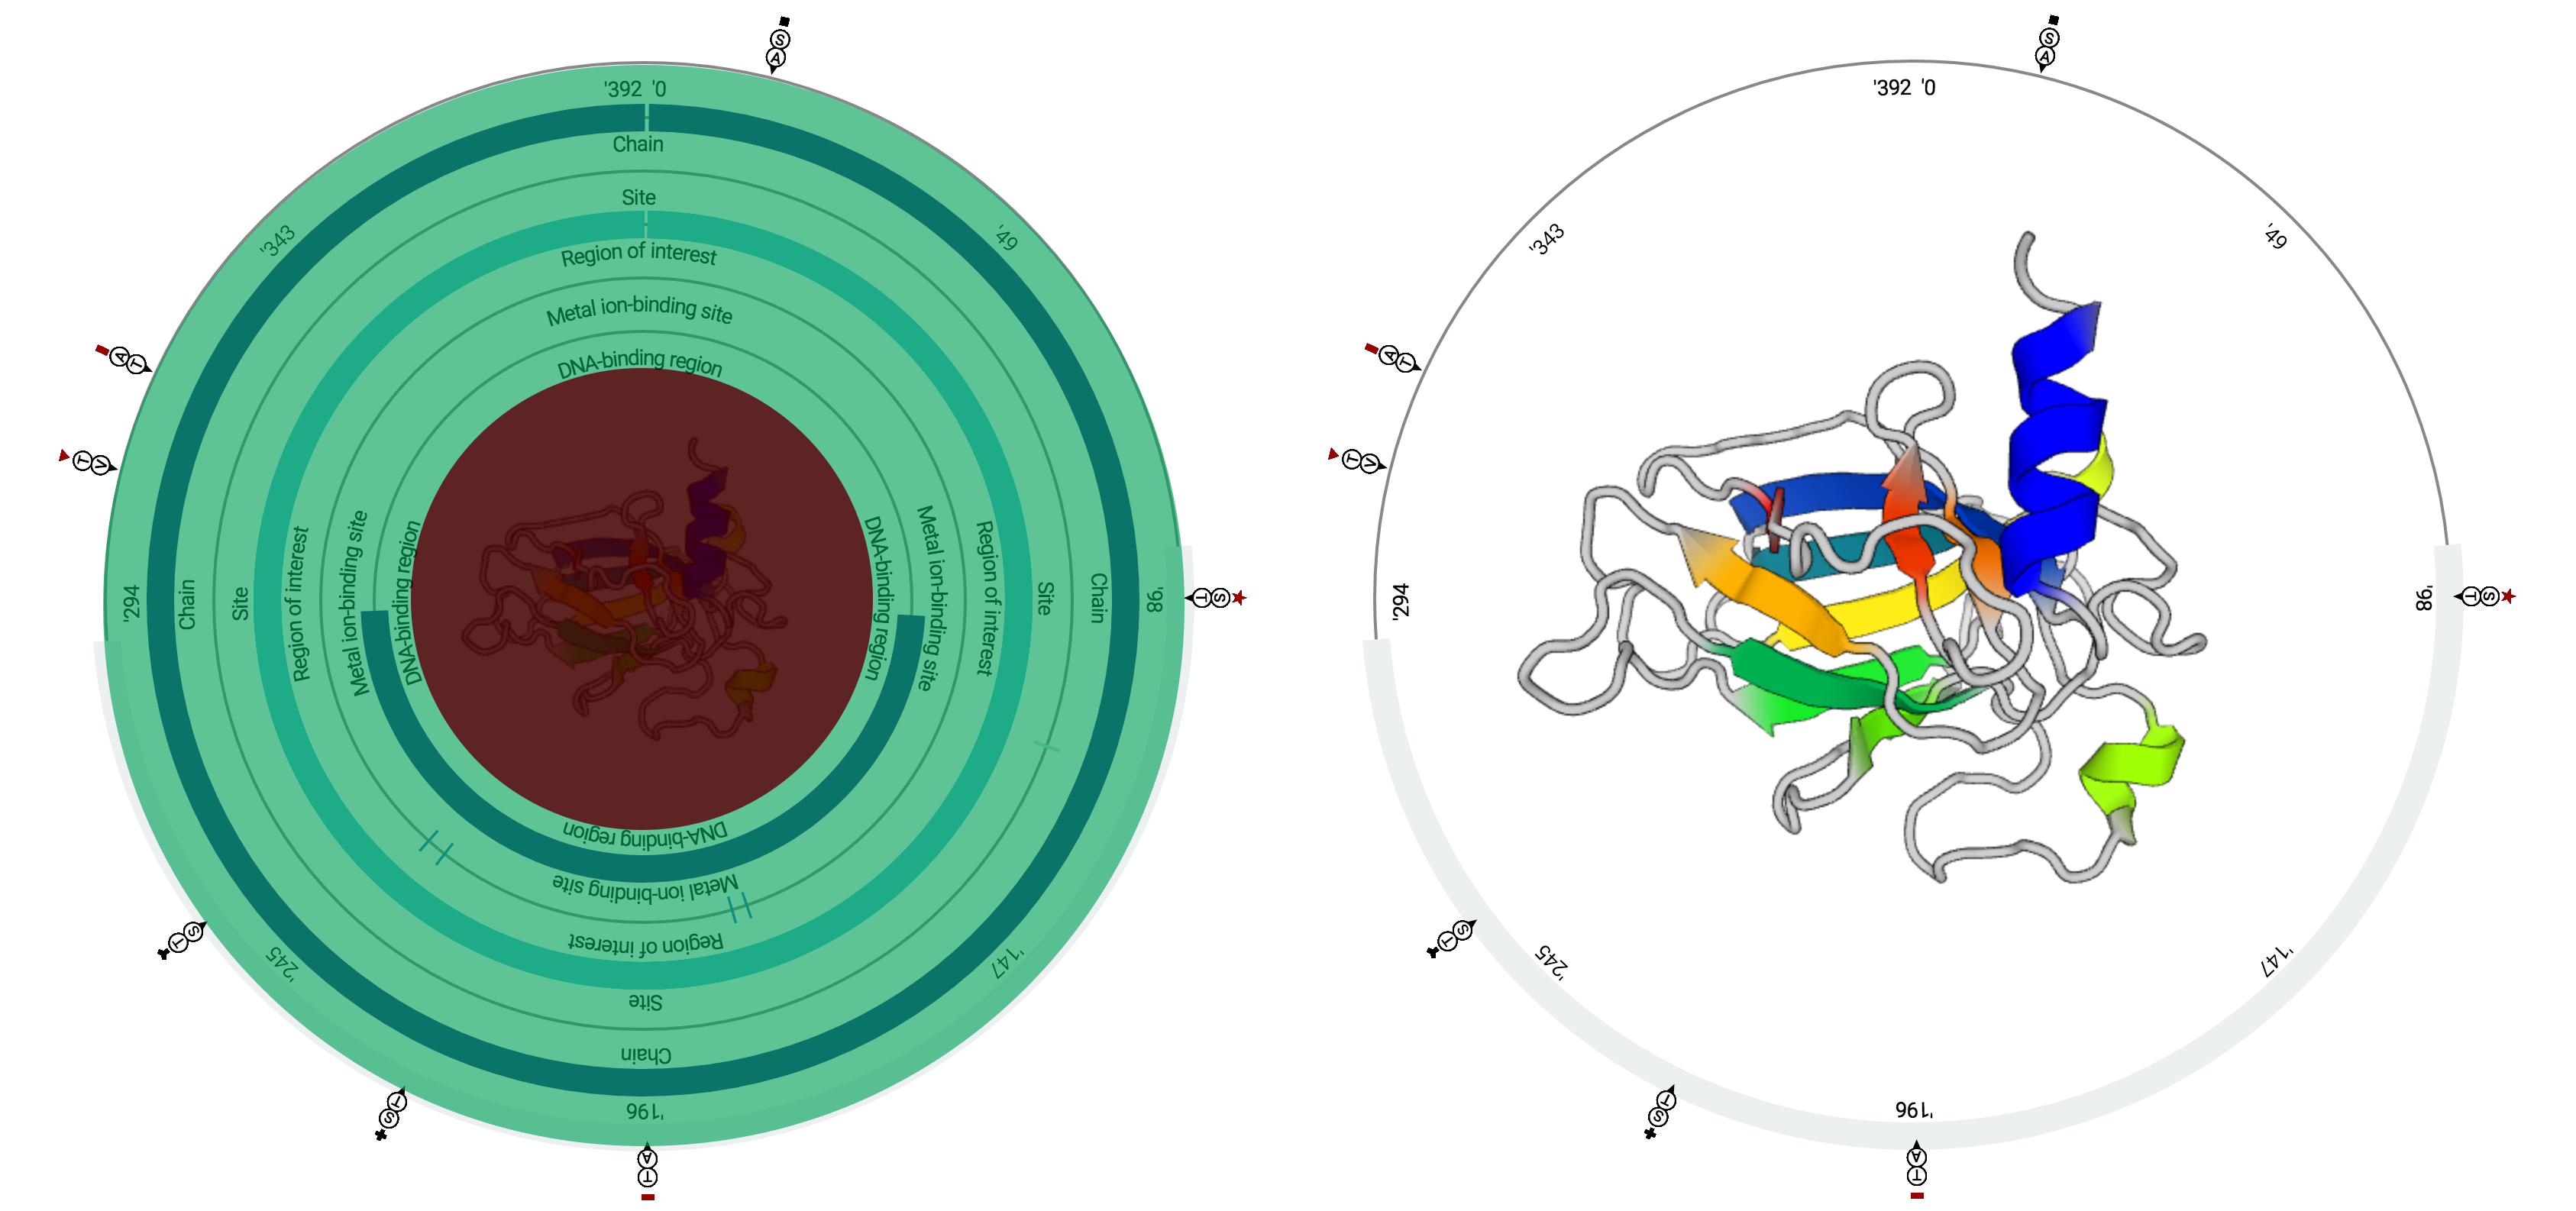 S
A
'392 '0
Chain
Site
Region of interest
Metal ion-binding site
DNA-binding region
'49
'98
S
T
Chain
Site
Region of interest
Metal ion-binding site
DNA-binding region
'147
DNA-binding region
Metal ion-binding site
Region of interest
Site
Chain
'196
A
T
T
S
'245
S
T
DNA-binding region
Metal ion-binding site
Region of interest
Site
Chain
'294
T
V
A
T
'343
S
A
'392 '0
'49
'98
T
S
'147
'196
A
T
T
S
'245
S
T
'294
T
V
A
T
'343